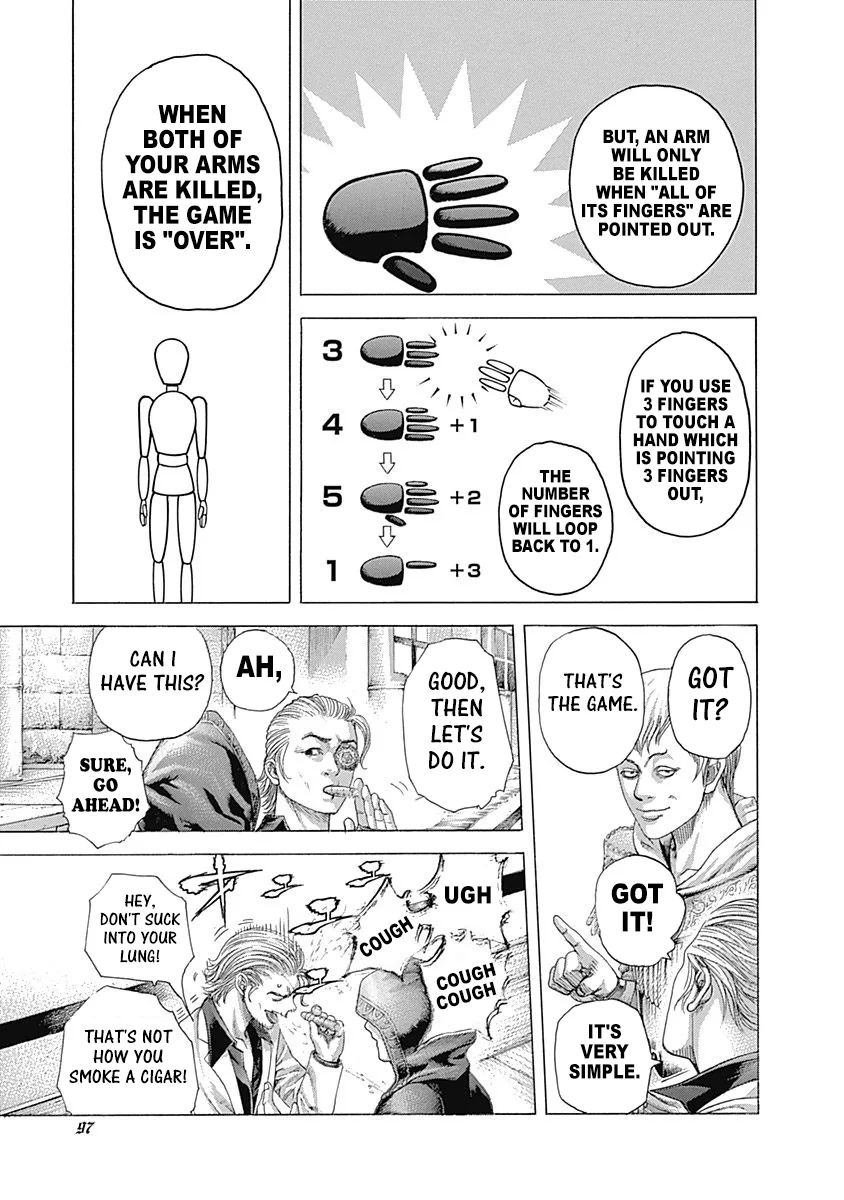 BUT, AN ARM
WILL ONLY
BE KILLED
WHEN "ALL OF
ITS FINGERS" ARE
POINTED OUT.
WHEN
BOTH OF
YOUR ARMS
ARE KILLED,
THE GAME
IS "OVER".
IF YOU USE
3 FINGERS
TO TOUCH A
HAND WHICH
IS POINTING
3 FINGERS
OUT,
3
4 +1
5 +2
1 +3
THE
NUMBER
OF FINGERS
WILL LOOP
BACK TO 1.
GOT
IT?
THAT'S
THE GAME.
GOT
IT!
IT'S
VERY
SIMPLE.
GOOD,
THEN
LET'S
DO IT.
AH,
CAN I
HAVE THIS?
SURE,
GO
AHEAD!
UGH
COUGH
COUGH
COUGH
HEY,
DON'T SUCK
INTO YOUR
LUNG!
THAT'S NOT
HOW YOU
SMOKE A CIGAR!
97